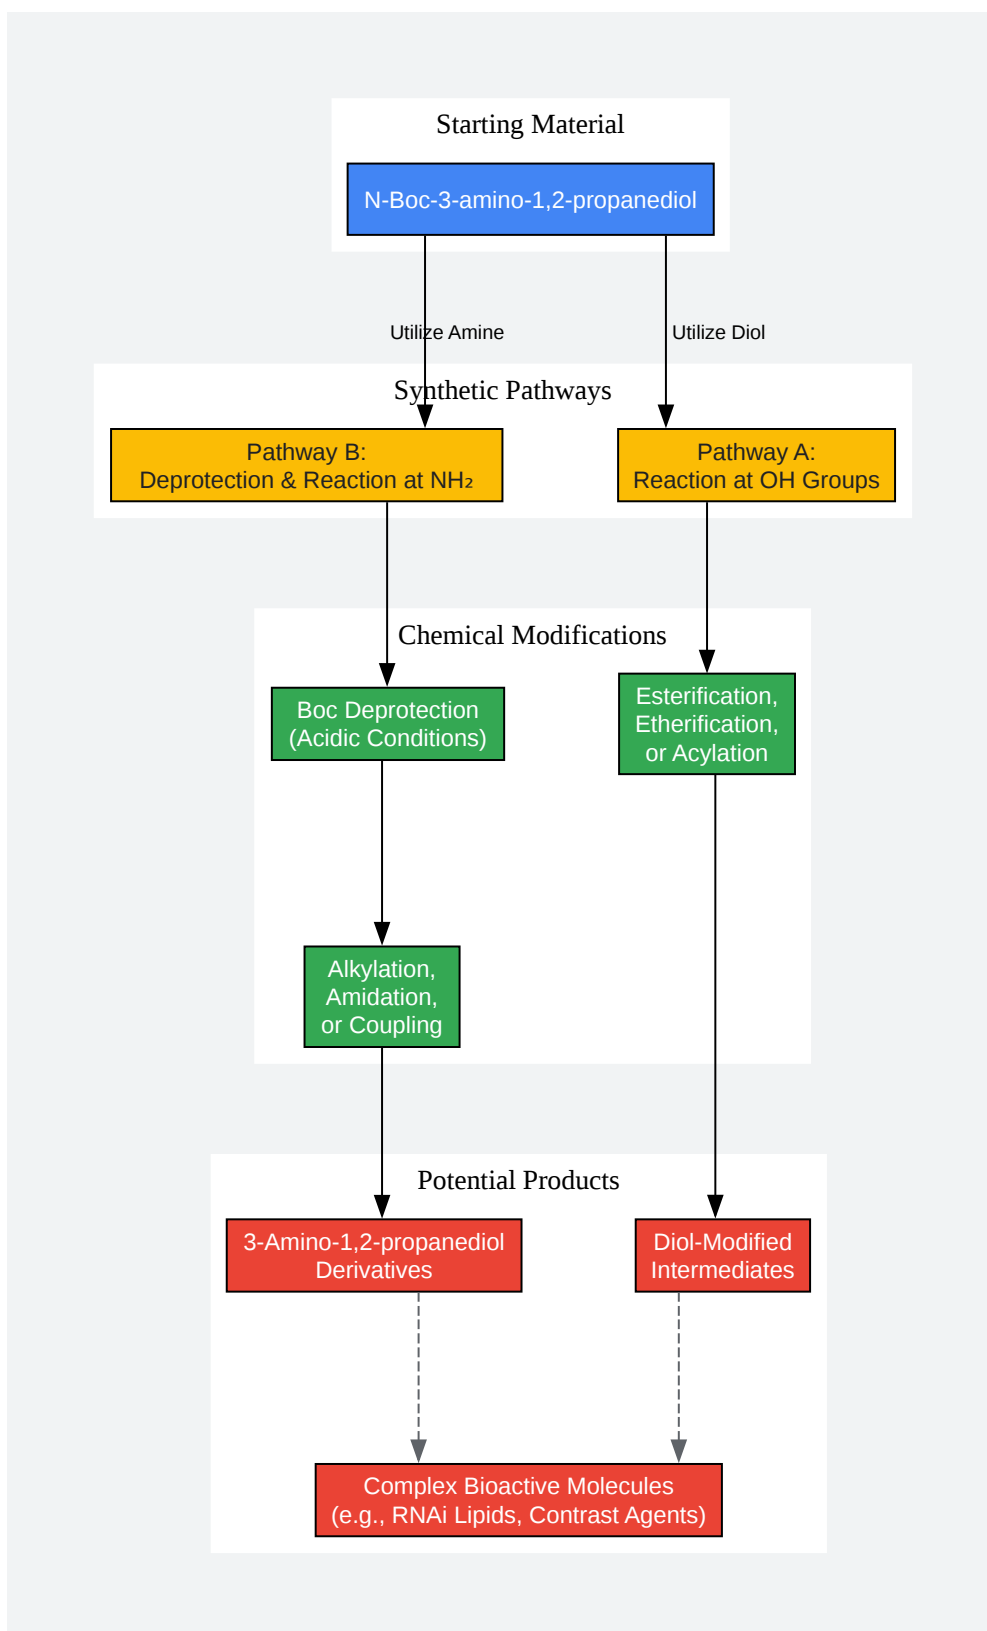 Starting Material
N-Boc-3-amino-1,2-propanediol
Utilize Amine
Utilize Diol
Synthetic Pathways
Pathway B:
Deprotection & Reaction at NH₂
Pathway A:
Reaction at OH Groups
Chemical Modifications
Boc Deprotection
(Acidic Conditions)
Esterification,
Etherification,
or Acylation
Alkylation,
Amidation,
or Coupling
Potential Products
3-Amino-1,2-propanediol
Derivatives
Diol-Modified
Intermediates
Complex Bioactive Molecules
(e.g., RNAi Lipids, Contrast Agents)